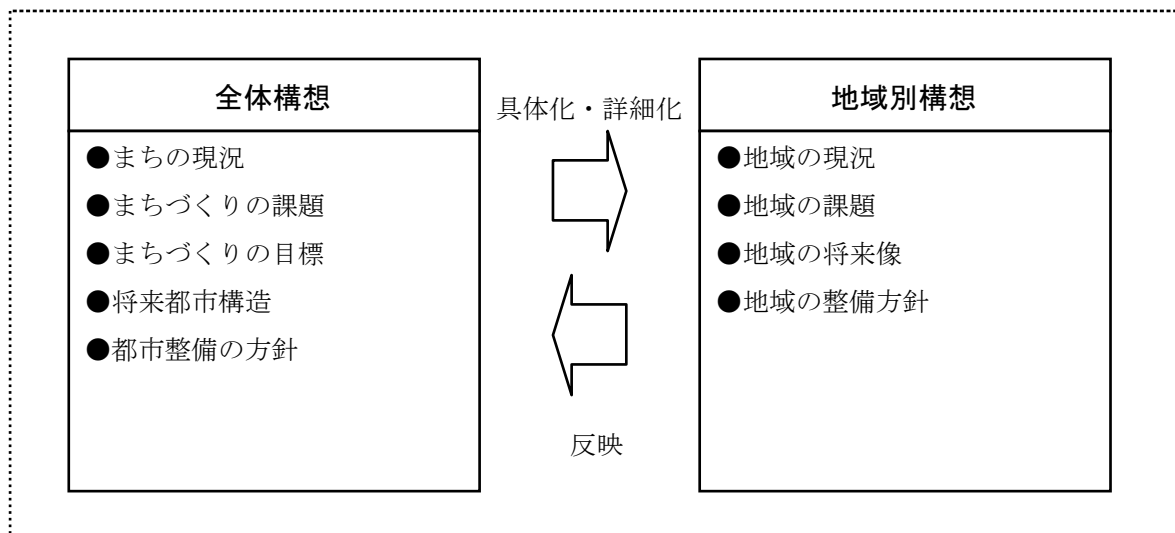 全体構想
●まちの現況
●まちづくりの課題
●まちづくりの目標
●将来都市構造
●都市整備の方針
具体化・詳細化
反映
地域別構想
●地域の現況
●地域の課題
●地域の将来像
●地域の整備方針